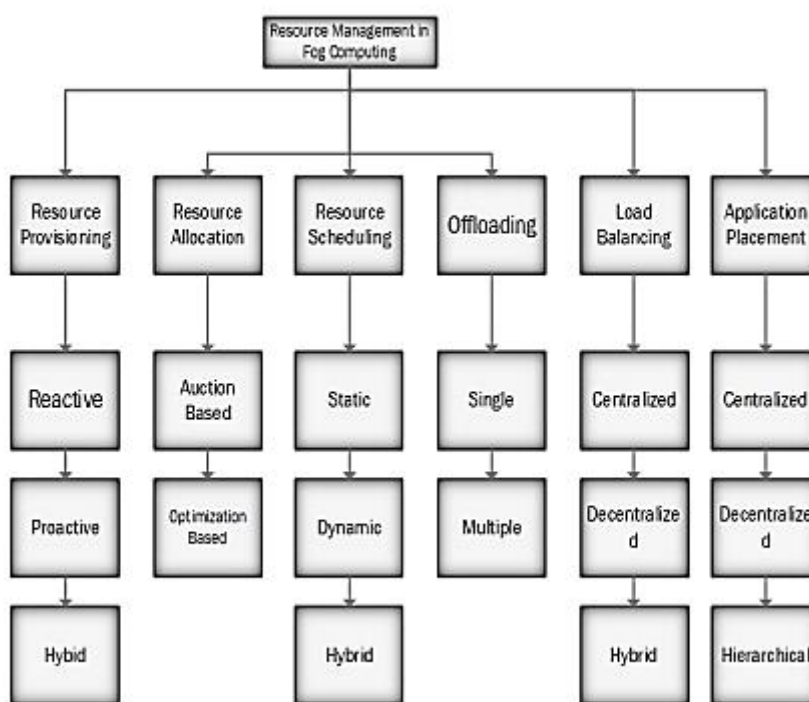 Resource Management in
Fog Computing
Resource
Provisioning
Resource
Allocation
Resource
Scheduling
Offloading
Load
Balancing
Application
Placement
Reactive
Auction
Based
Static
Single
Centralized
Centralized
Proactive
Optimization
Based
Dynamic
Multiple
Decentralize
d
Decentralize
d
Hybid
Hybrid
Hybrid
Hierarchical